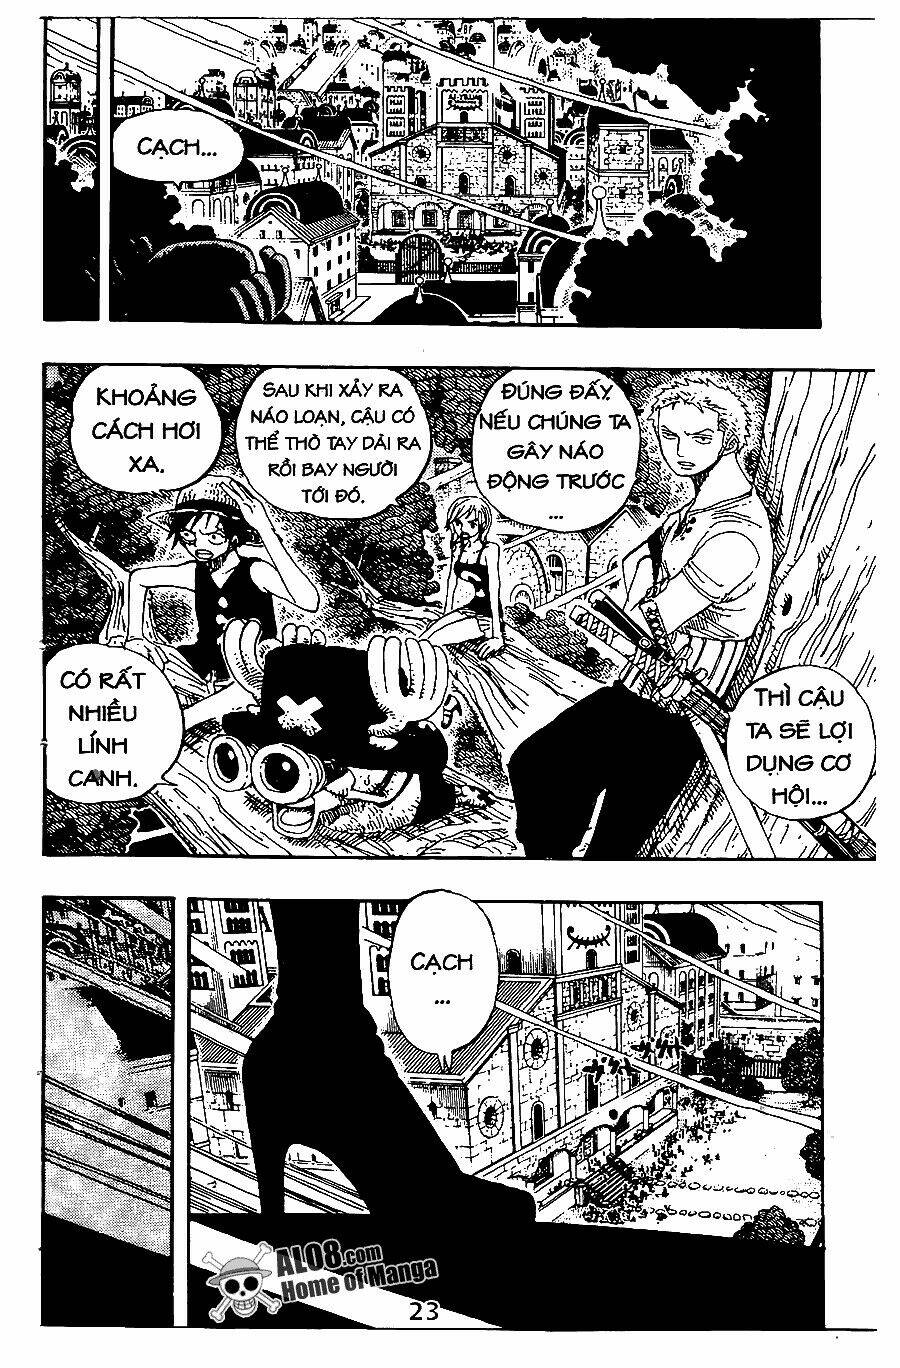 CẠCH...
KHOẢNG
CÁCH HƠI
XA.
SAU KHI XẢY RA
NÁO LOẠN, CẬU CÓ
THỂ THÒ TAY DÀI RA
RỒI BAY NGƯỜI
TỚI ĐÓ.
ĐÚNG ĐẤY.
NẾU CHÚNG TA
GÂY NÁO
ĐỘNG TRƯỚC
...
CÓ RẤT
NHIỀU
LÍNH
CANH.
THÌ CẬU
TA SẼ LỢI
DỤNG CƠ
HỘI...
CẠCH
...
ALO8.com
Home of Manga
23